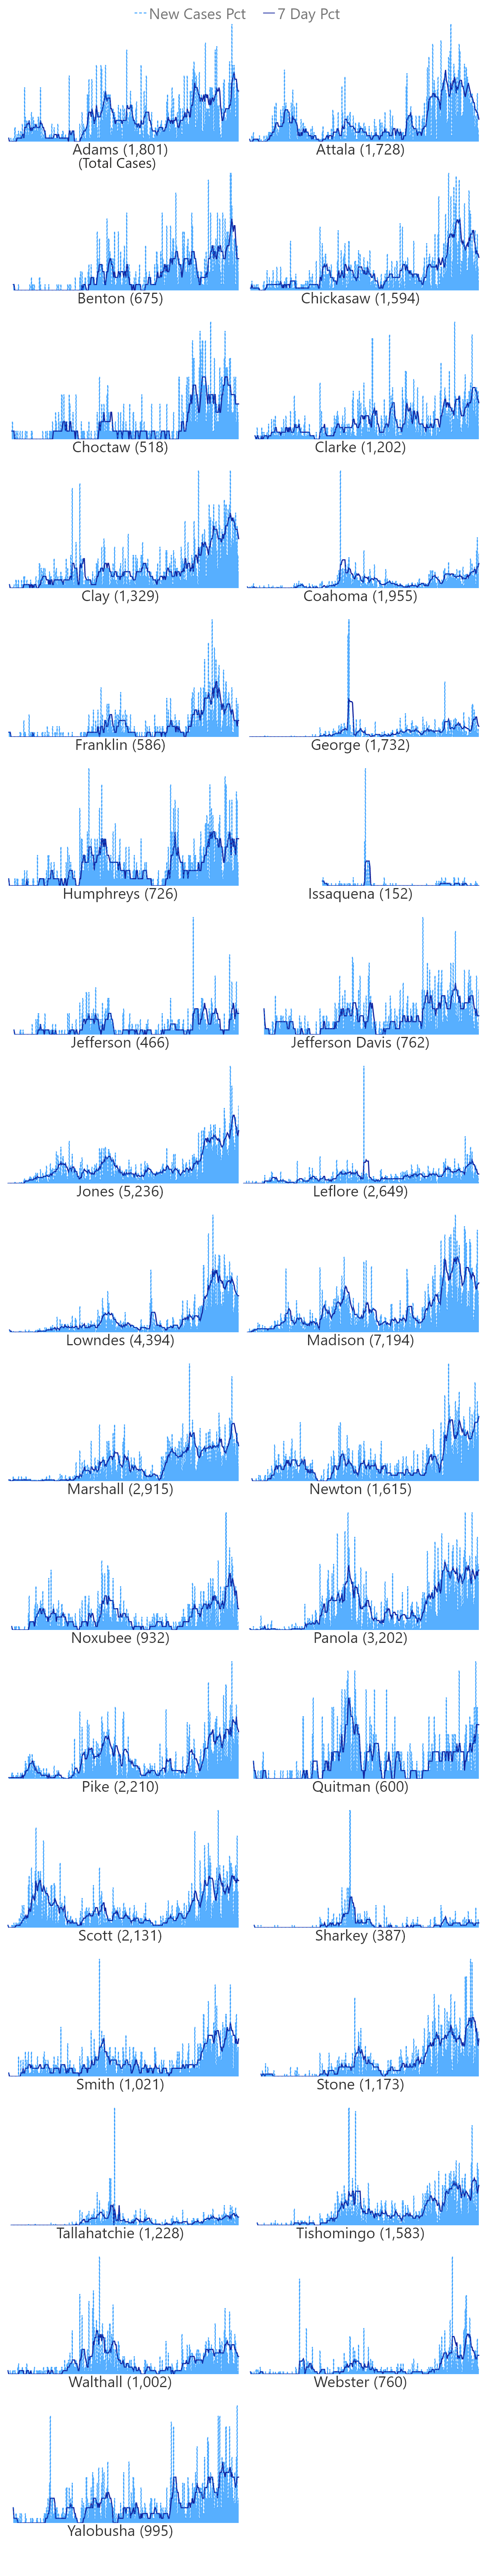 New Cases Pct 7 Day Pct
Adams (1,801) Attala (1,728)
(Total Cases)
Benton (675) Chickasaw (1,594)
Choctaw (518) Clarke (1,202)
Clay (1,329) Coahoma (1,955)
Franklin (586) George (1,732)
Humphreys (726) Issaquena (152)
Jefferson (466) Jefferson Davis (762)
Jones (5,236) Leflore (2,649)
Lowndes (4,394) Madison (7,194)
Marshall (2,915) Newton (1,615)
Noxubee (932) Panola (3,202)
Pike (2,210) Quitman (600)
Scott (2,131) Sharkey (387)
Smith (1,021) Stone (1,173)
Tallahatchie (1,228) Tishomingo (1,583)
Walthall (1,002) Webster (760)
Yalobusha (995)